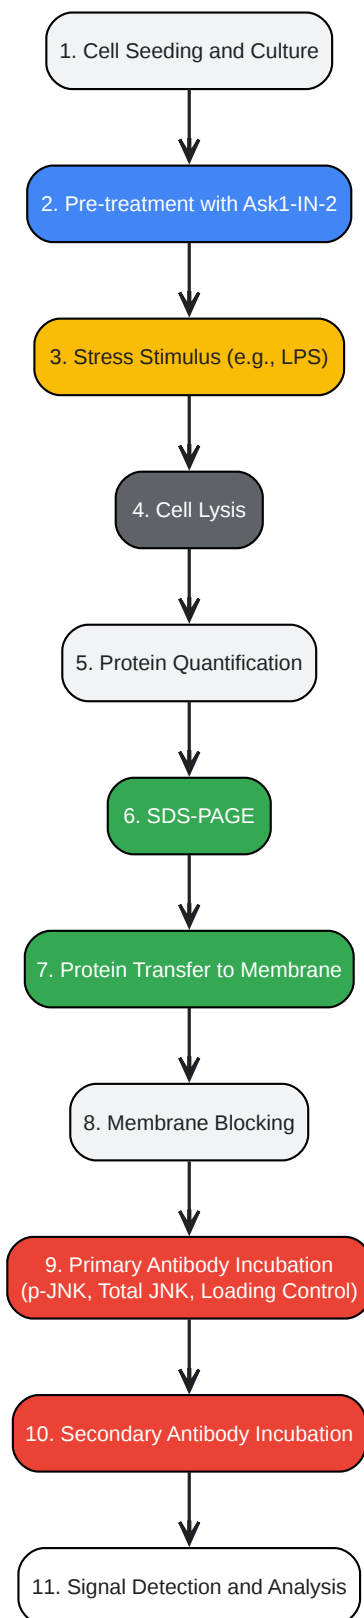 1. Cell Seeding and Culture
2. Pre-treatment with Ask1-IN-2
3. Stress Stimulus (e.g., LPS)
4. Cell Lysis
5. Protein Quantification
6. SDS-PAGE
7. Protein Transfer to Membrane
8. Membrane Blocking
9. Primary Antibody Incubation
(p-JNK, Total JNK, Loading Control)
10. Secondary Antibody Incubation
11. Signal Detection and Analysis